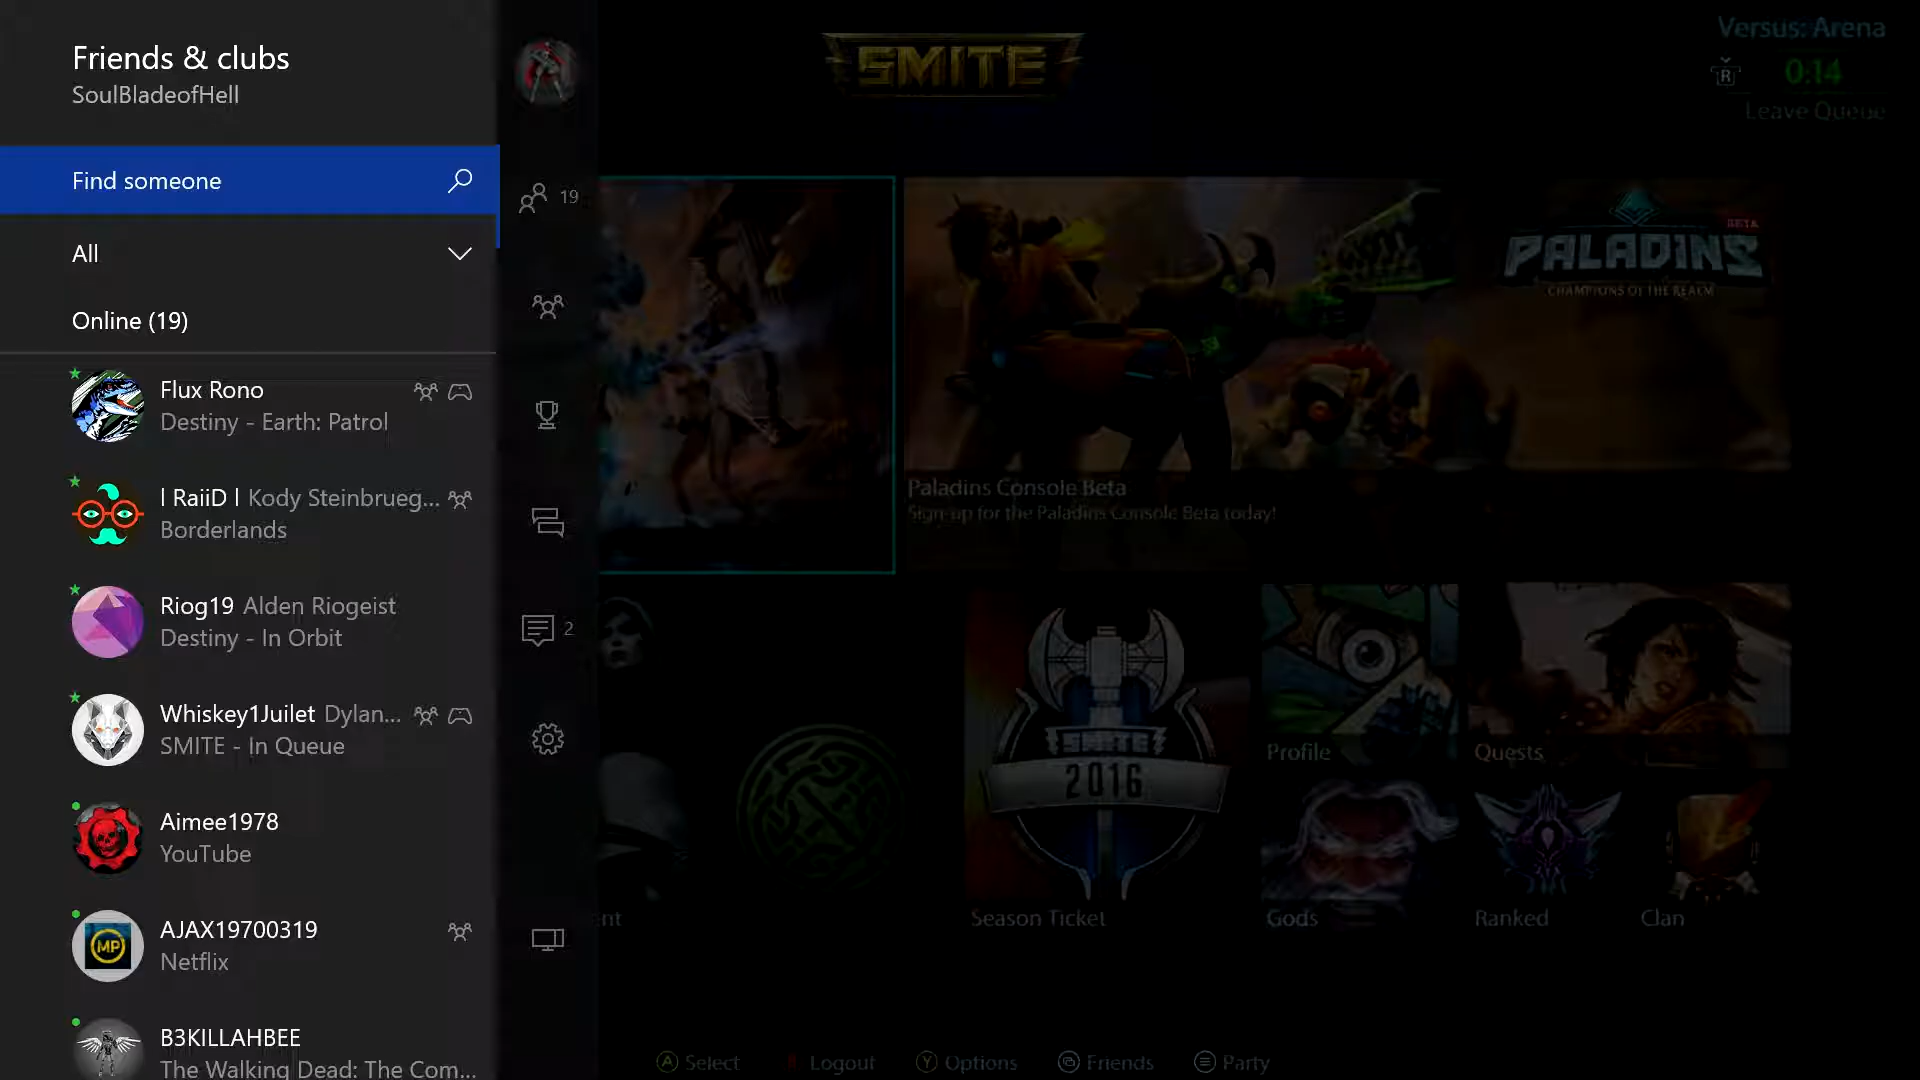 Friends & clubs
SoulBladeofHell
Find someone
All
Online (19)
Flux Rono
Destiny - Earth: Patrol
l RaiiD l Kody Steinbrueg...
Borderlands
Riog19 Alden Riogeist
Destiny - In Orbit
Whiskey1Juilet Dylan...
SMITE - In Queue
Aimee1978
YouTube
MP
AJAX19700319
Netflix
B3KILLAHBEE
The Walking Dead: The Com...
19
2
SMITE
Versus: Arena
R
0:14
Leave Queue
PALADINS
BETA
CHAMPIONS OF THE REALM
Paladins Console Beta
Sign-up for the Paladins Console Beta today!
SMITE
2016
Profile
Quests
ent
Season Ticket
Gods
Ranked
Clan
A Select
Logout
Y Options
Friends
Party